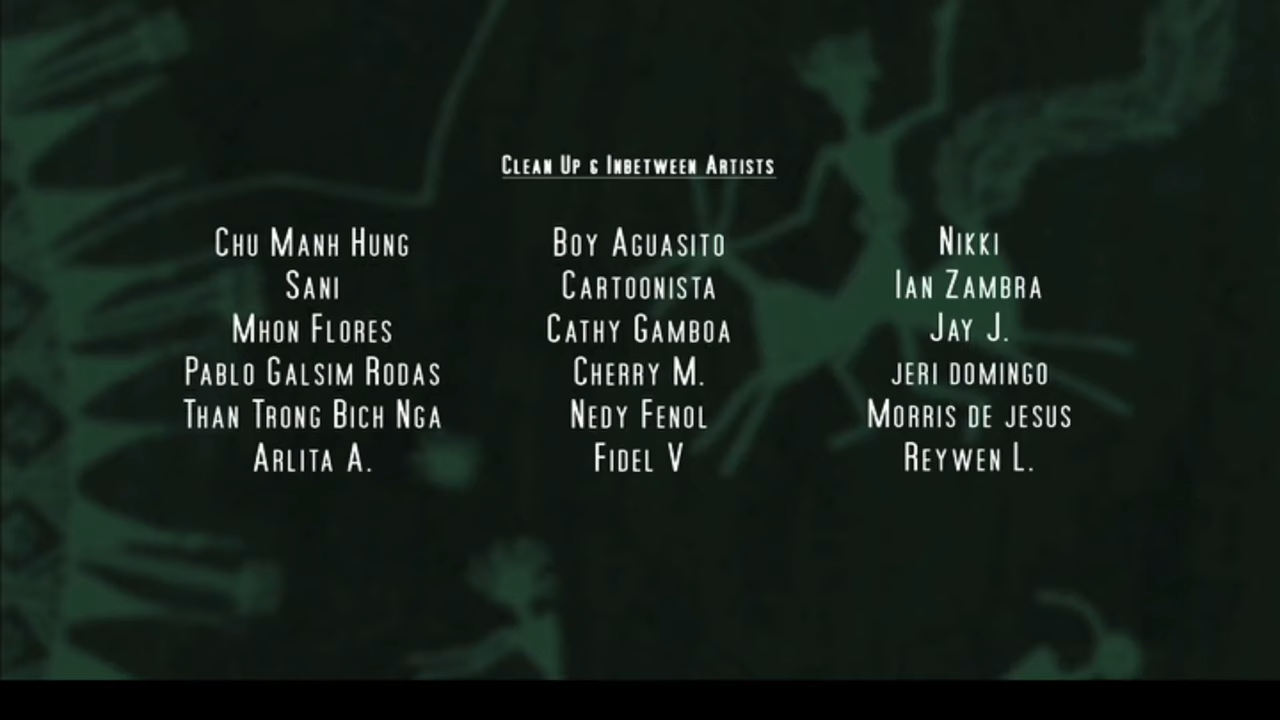 Clean Up & Inbetween Artists
Chu Manh Hung
Sani
Mhon Flores
Pablo Galsim Rodas
Than Trong Bich Nga
Arlita A.
Boy Aguasito
Cartoonista
Cathy Gamboa
Cherry M.
Nedy Fenol
Fidel V
Nikki
Ian Zambra
Jay J.
jeri domingo
Morris de jesus
Reywen L.